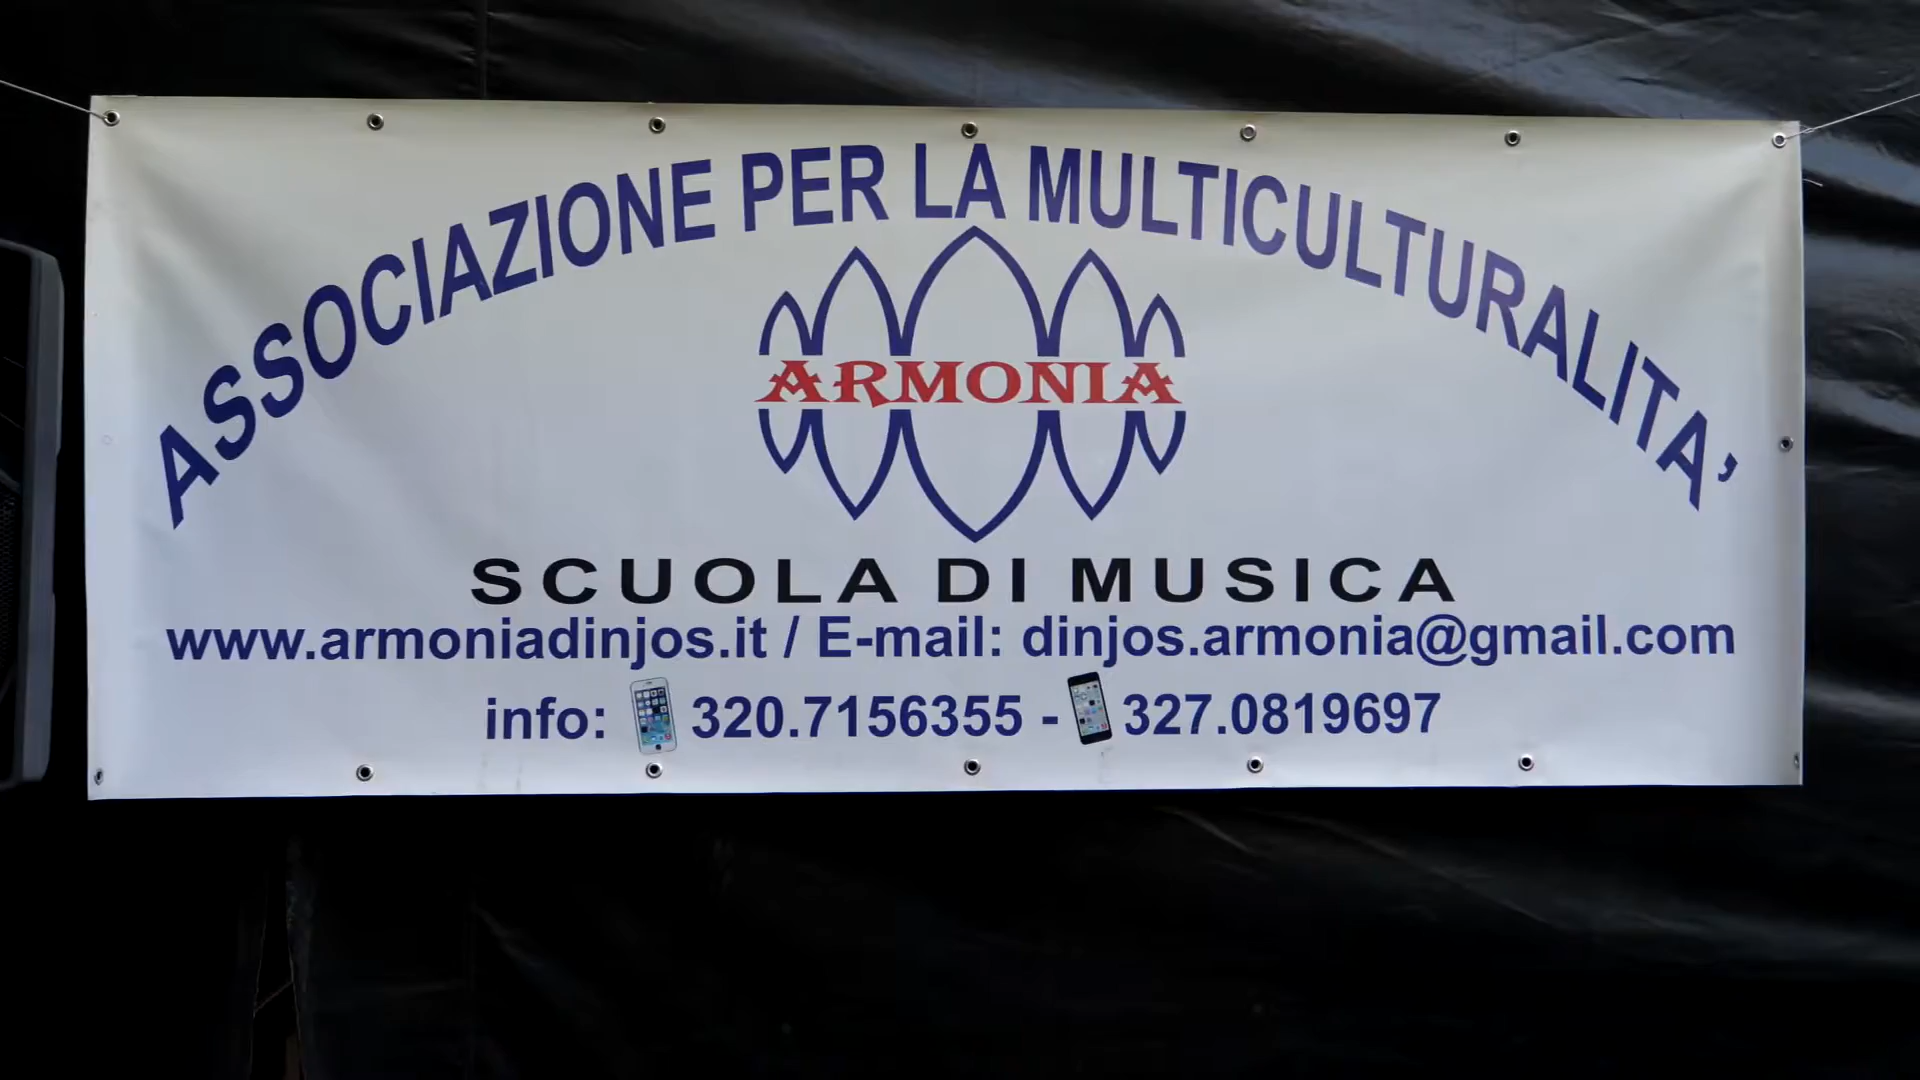 ASSOCIAZIONE PER LA MULTICULTURALITA'
ARMONIA
SCUOLA DI MUSICA
www.armoniadinjos.it / E-mail: dinjos.armonia@gmail.com
info: 320.7156355 - 327.0819697